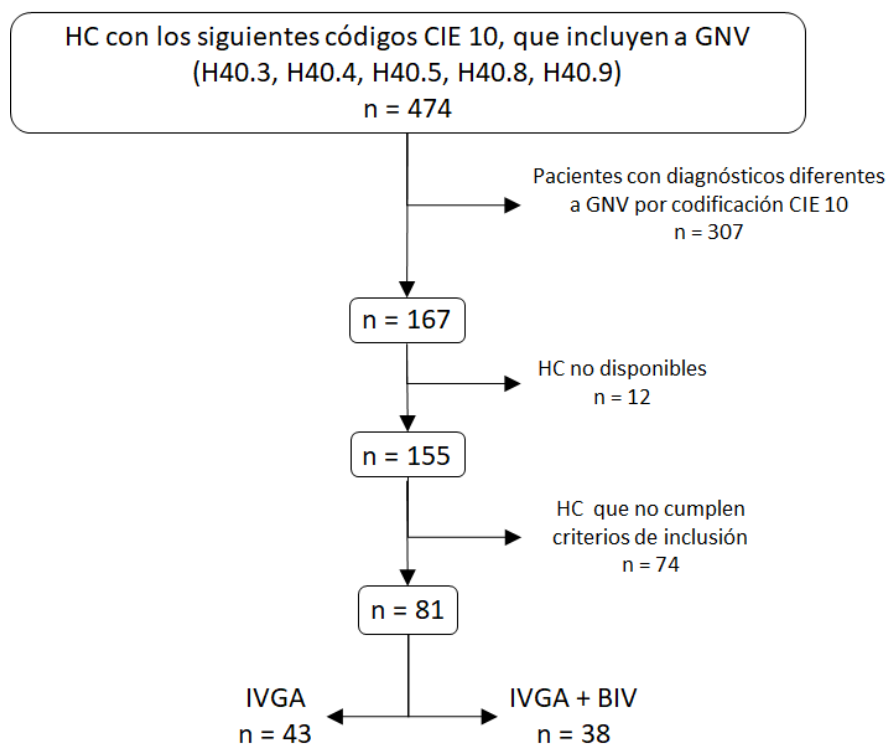 HC con los siguientes códigos CIE 10, que incluyen a GNV
(H40.3, H40.4, H40.5, H40.8, H40.9)
n = 474
Pacientes con diagnósticos diferentes
a GNV por codificación CIE 10
n = 307
n = 167
HC no disponibles
n = 12
n = 155
HC que no cumplen
criterios de inclusión
n = 74
n = 81
IVGA
n = 43
IVGA + BIV
n = 38